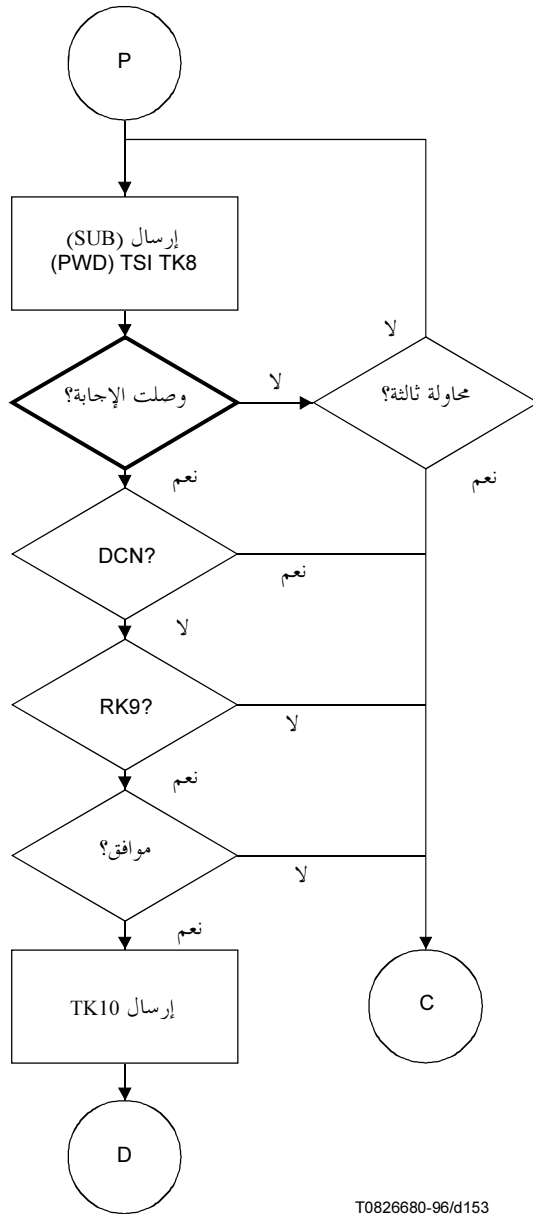 P
إرسال (SUB)
(PWD) TSI TK8
لا
وصلت الإجابة؟
لا
محاولة ثالثة؟
نعم
نعم
DCN?
نعم
لا
RK9?
لا
نعم
موافق؟
لا
نعم
إرسال TK10
C
D
T0826680-96/d153